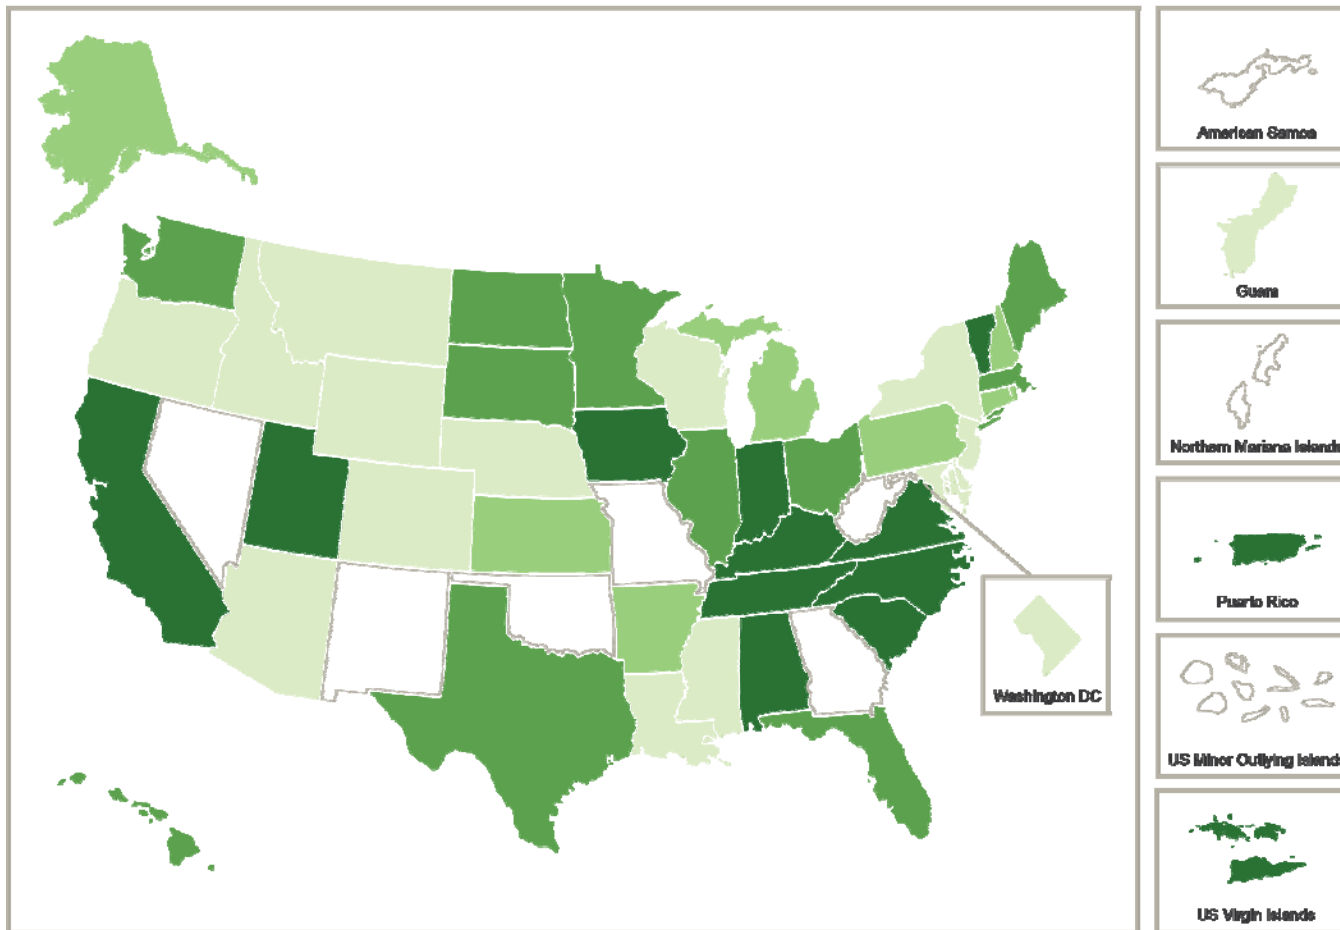 American Samoa
Guam
Northern Mariana Islands
Puerto Rico
Washington DC
US Minor Outlying Islands
US Virgin Islands